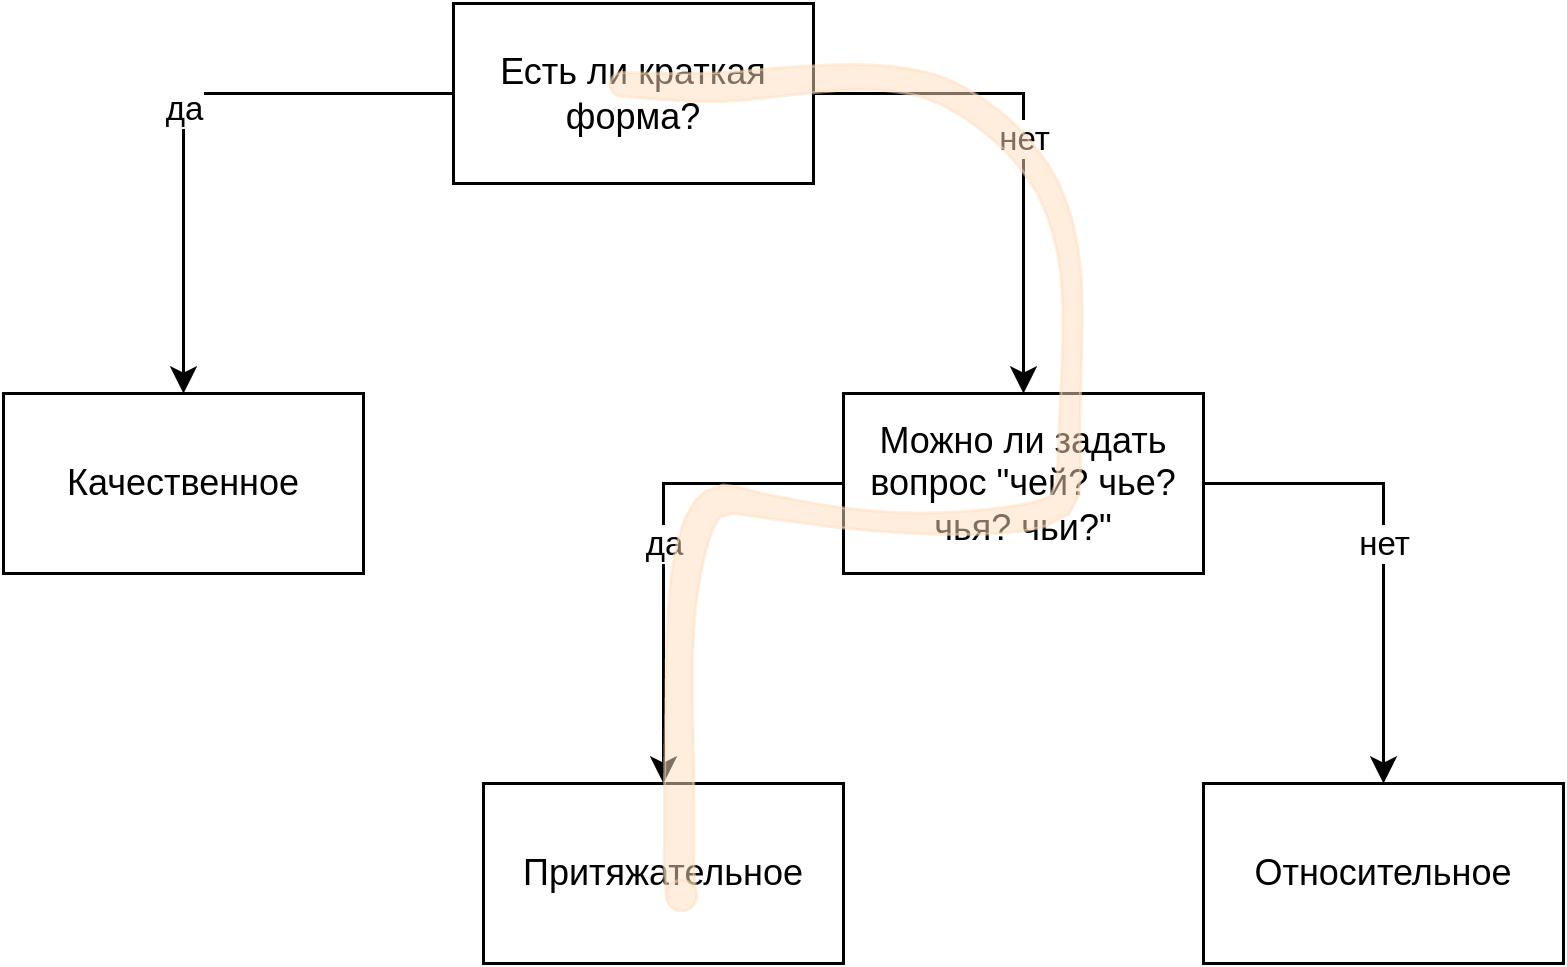 Есть ли краткая
форма?
да
нет
Качественное
Можно ли задать
вопрос "чей? чье?
чья? чьи?"
да
нет
Притяжательное
Относительное